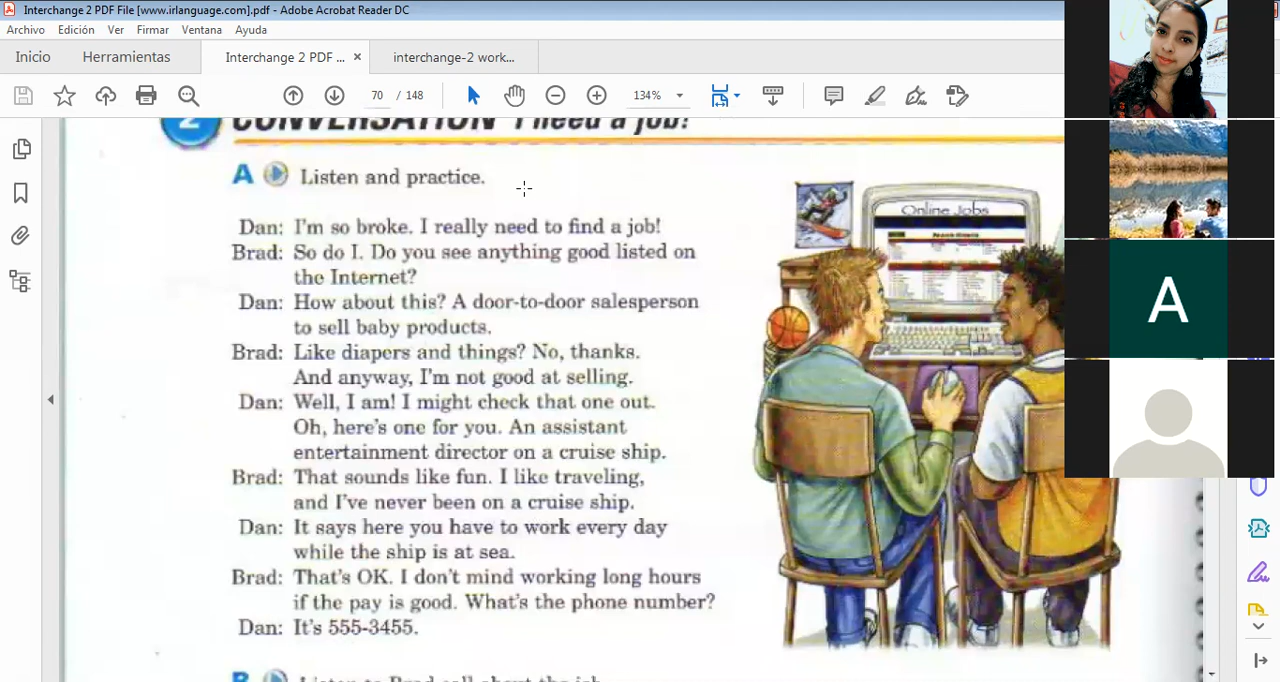 Interchange 2 PDF File [www.irlanguage.com].pdf - Adobe Acrobat Reader DC
Archivo Edición Ver Firmar Ventana Ayuda
Inicio Herramientas Interchange 2 PDF ... × interchange-2 work...
70 / 148 134%
2 CONVERSATION I need a job!
A Listen and practice.
Dan: I'm so broke. I really need to find a job!
Brad: So do I. Do you see anything good listed on
the Internet?
Dan: How about this? A door-to-door salesperson
to sell baby products.
Brad: Like diapers and things? No, thanks.
And anyway, I'm not good at selling.
Dan: Well, I am! I might check that one out.
Oh, here's one for you. An assistant
entertainment director on a cruise ship.
Brad: That sounds like fun. I like traveling,
and I've never been on a cruise ship.
Dan: It says here you have to work every day
while the ship is at sea.
Brad: That's OK. I don't mind working long hours
if the pay is good. What's the phone number?
Dan: It's 555-3455.
B Listen to Brad call about the job.
Online Jobs
A